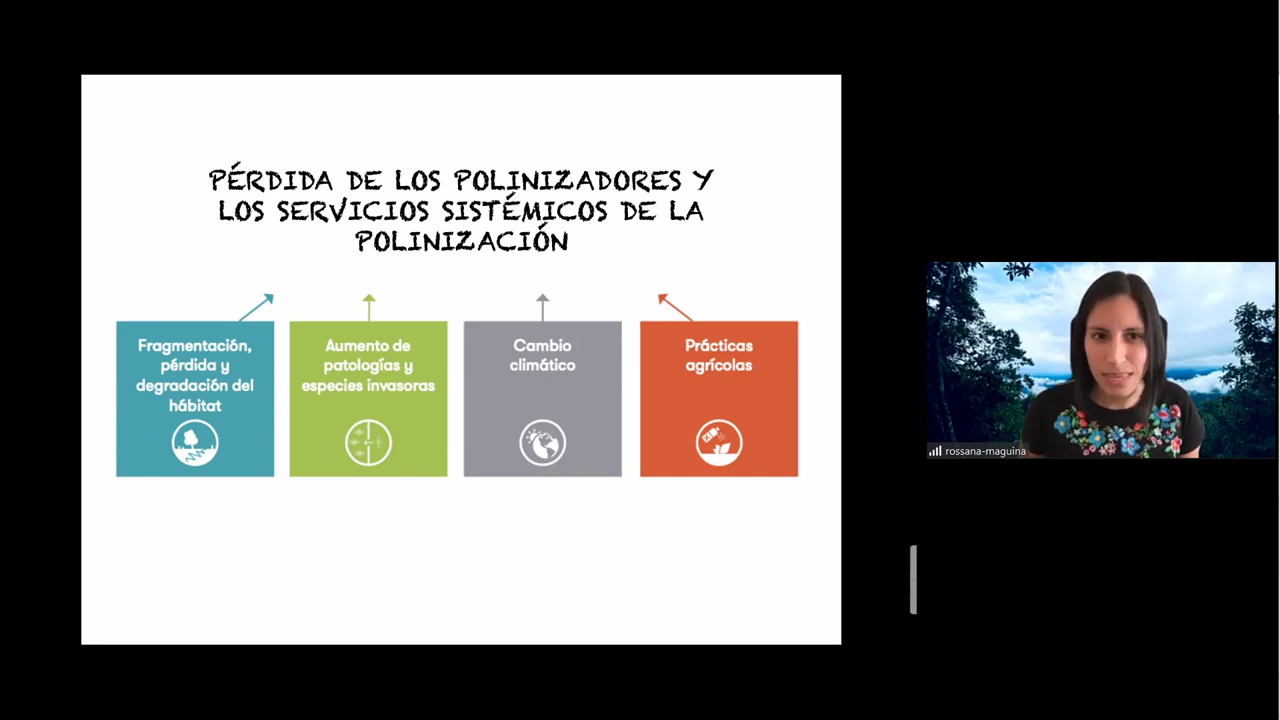 PÉRDIDA DE LOS POLINIZADORES Y
LOS SERVICIOS SISTÉMICOS DE LA
POLINIZACIÓN
Fragmentación,
pérdida y
degradación del
hábitat
Aumento de
patologías y
especies invasoras
Cambio
climático
Prácticas
agrícolas
rossana-maguina